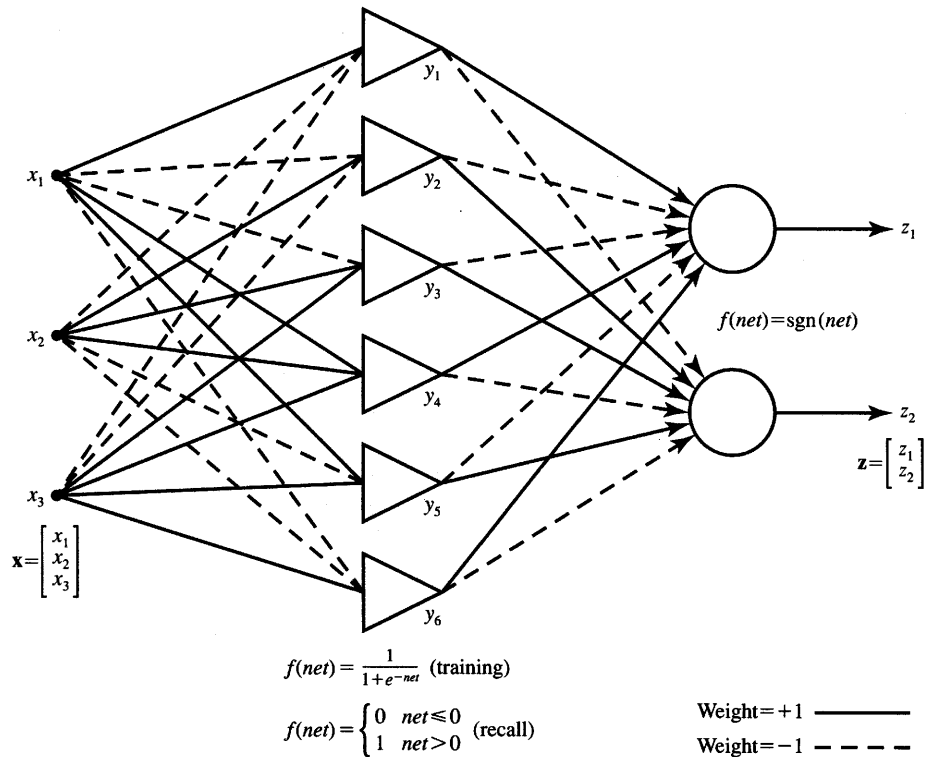 y₁
x₁
y₂
z₁
y₃
f(net)=sgn(net)
x₂
y₄
z₂
z=[z₁
z₂]
x₃
y₅
x=[x₁
x₂
x₃]
y₆
f(net)= 1/(1+e⁻ⁿᵉᵗ) (training)
f(net)={0 net≤0
1 net>0 (recall)
Weight=+1
Weight=−1